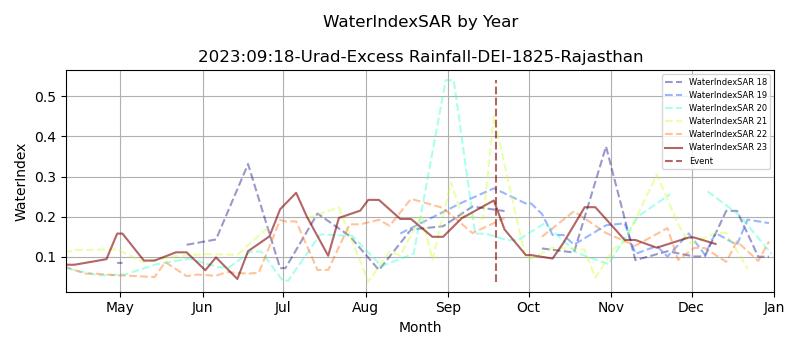 WaterIndexSAR by Year
2023:09:18-Urad-Excess Rainfall-DEI-1825-Rajasthan
WaterIndex
0.5
0.4
0.3
0.2
0.1
WaterIndexSAR 18
WaterIndexSAR 19
WaterIndexSAR 20
WaterIndexSAR 21
WaterIndexSAR 22
WaterIndexSAR 23
Event
May Jun Jul Aug Sep Oct Nov Dec Jan
Month